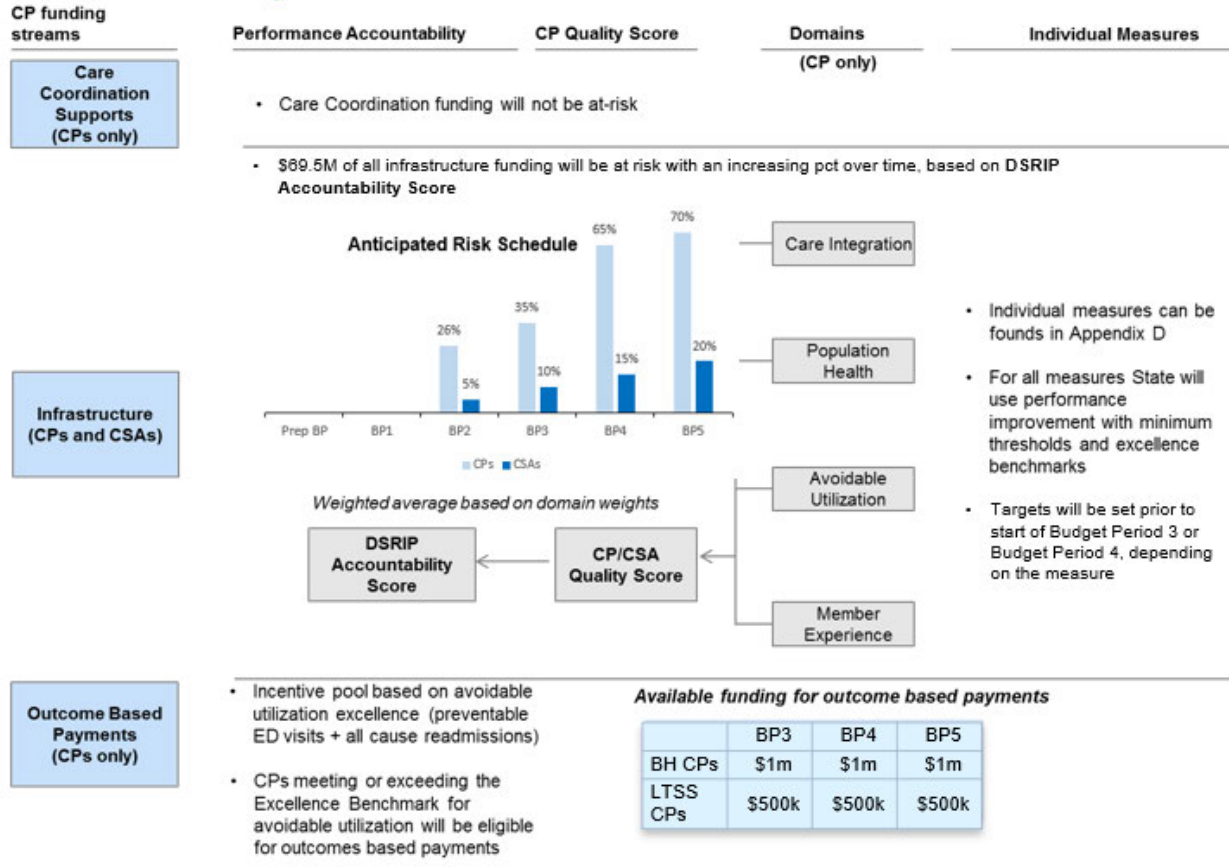 CP funding
streams
Performance Accountability
CP Quality Score
Domains
(CP only)
Individual Measures
Care
Coordination
Supports
(CPs only)
• Care Coordination funding will not be at-risk
• $69.5M of all infrastructure funding will be at risk with an increasing pct over time, based on DSRIP
Accountability Score
Infrastructure
(CPs and CSAs)
Anticipated Risk Schedule
26%
5%
35%
10%
65%
15%
70%
20%
Prep BP
BP1
BP2
BP3
BP4
BP5
CPs
CSAs
Weighted average based on domain weights
DSRIP
Accountability
Score
CP/CSA
Quality Score
Care Integration
Population
Health
Avoidable
Utilization
Member
Experience
• Individual measures can be
founds in Appendix D
• For all measures State will
use performance
improvement with minimum
thresholds and excellence
benchmarks
• Targets will be set prior to
start of Budget Period 3 or
Budget Period 4, depending
on the measure
Outcome Based
Payments
(CPs only)
• Incentive pool based on avoidable
utilization excellence (preventable
ED visits + all cause readmissions)
• CPs meeting or exceeding the
Excellence Benchmark for
avoidable utilization will be eligible
for outcomes based payments
Available funding for outcome based payments
BP3 BP4 BP5
BH CPs $1m $1m $1m
LTSS
CPs $500k $500k $500k